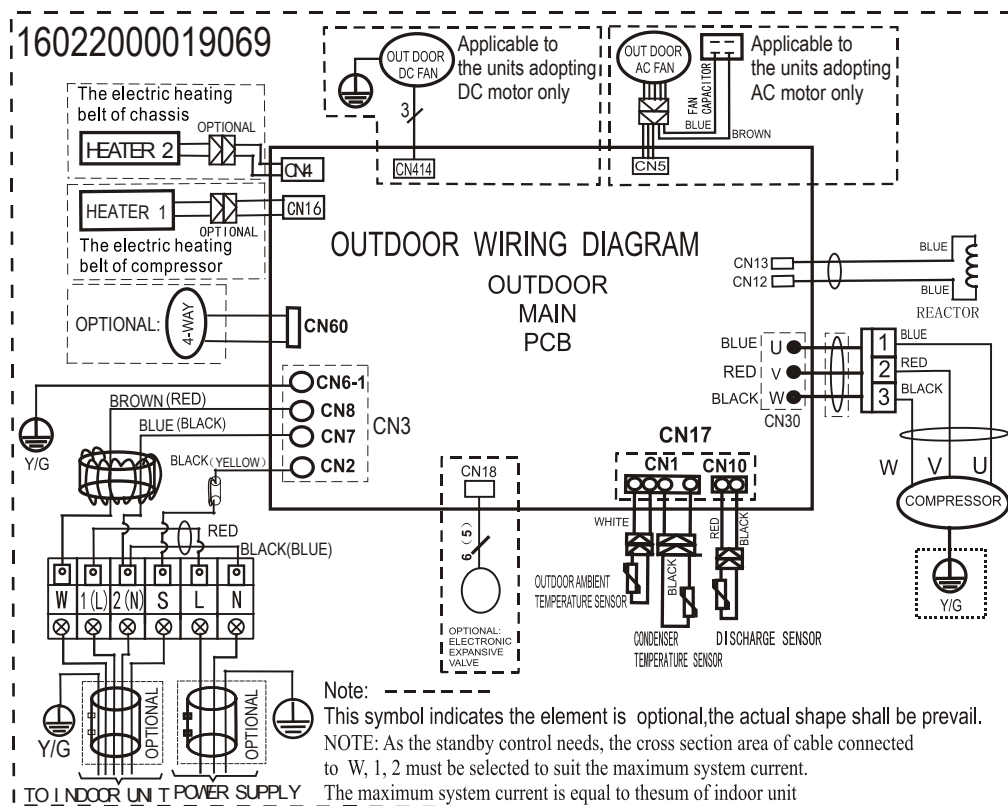 16022000019069
The electric heating
belt of chassis
OPTIONAL
HEATER 2
CN4
HEATER 1
CN16
OPTIONAL
The electric heating
belt of compressor
OPTIONAL:
4-WAY
CN60
OUT DOOR
DC FAN
Applicable to
the units adopting
DC motor only
3
CN414
OUT DOOR
AC FAN
FAN
CAPACITOR
BLUE
BROWN
CN5
Applicable to
the units adopting
AC motor only
OUTDOOR WIRING DIAGRAM
OUTDOOR
MAIN
PCB
CN13
CN12
BLUE
BLUE
REACTOR
BLUE U
RED V
BLACK W
CN30
1 BLUE
2 RED
3 BLACK
W V U
COMPRESSOR
Y/G
CN6-1
CN8
CN7
CN2
CN3
Y/G
BROWN (RED)
BLUE (BLACK)
BLACK (YELLOW)
RED
BLACK(BLUE)
W 1 (L) 2 (N) S L N
Y/G
OPTIONAL
OPTIONAL
TO INDOOR UNIT POWER SUPPLY
CN18
6 (5)
OPTIONAL:
ELECTRONIC
EXPANSIVE
VALVE
CN17
CN1 CN10
WHITE
BLACK
RED
BLACK
OUTDOOR AMBIENT
TEMPERATURE SENSOR
CONDENSER
TEMPERATURE SENSOR
DISCHARGE SENSOR
Note:
This symbol indicates the element is optional,the actual shape shall be prevail.
NOTE: As the standby control needs, the cross section area of cable connected
to W, 1, 2 must be selected to suit the maximum system current.
The maximum system current is equal to thesum of indoor unit